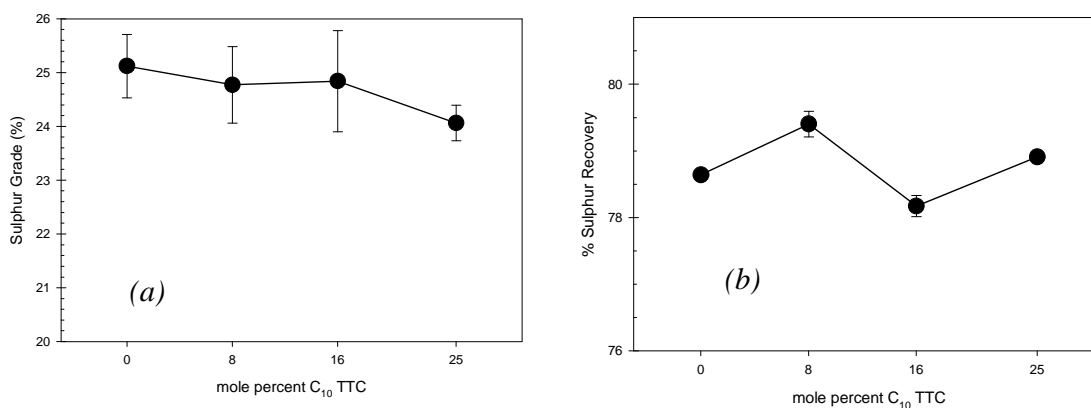 26
25
24
23
22
21
20
Sulphur Grade (%)
(a)
0 8 16 25
mole percent C₁₀ TTC
80
78
76
% Sulphur Recovery
(b)
0 8 16 25
mole percent C₁₀ TTC